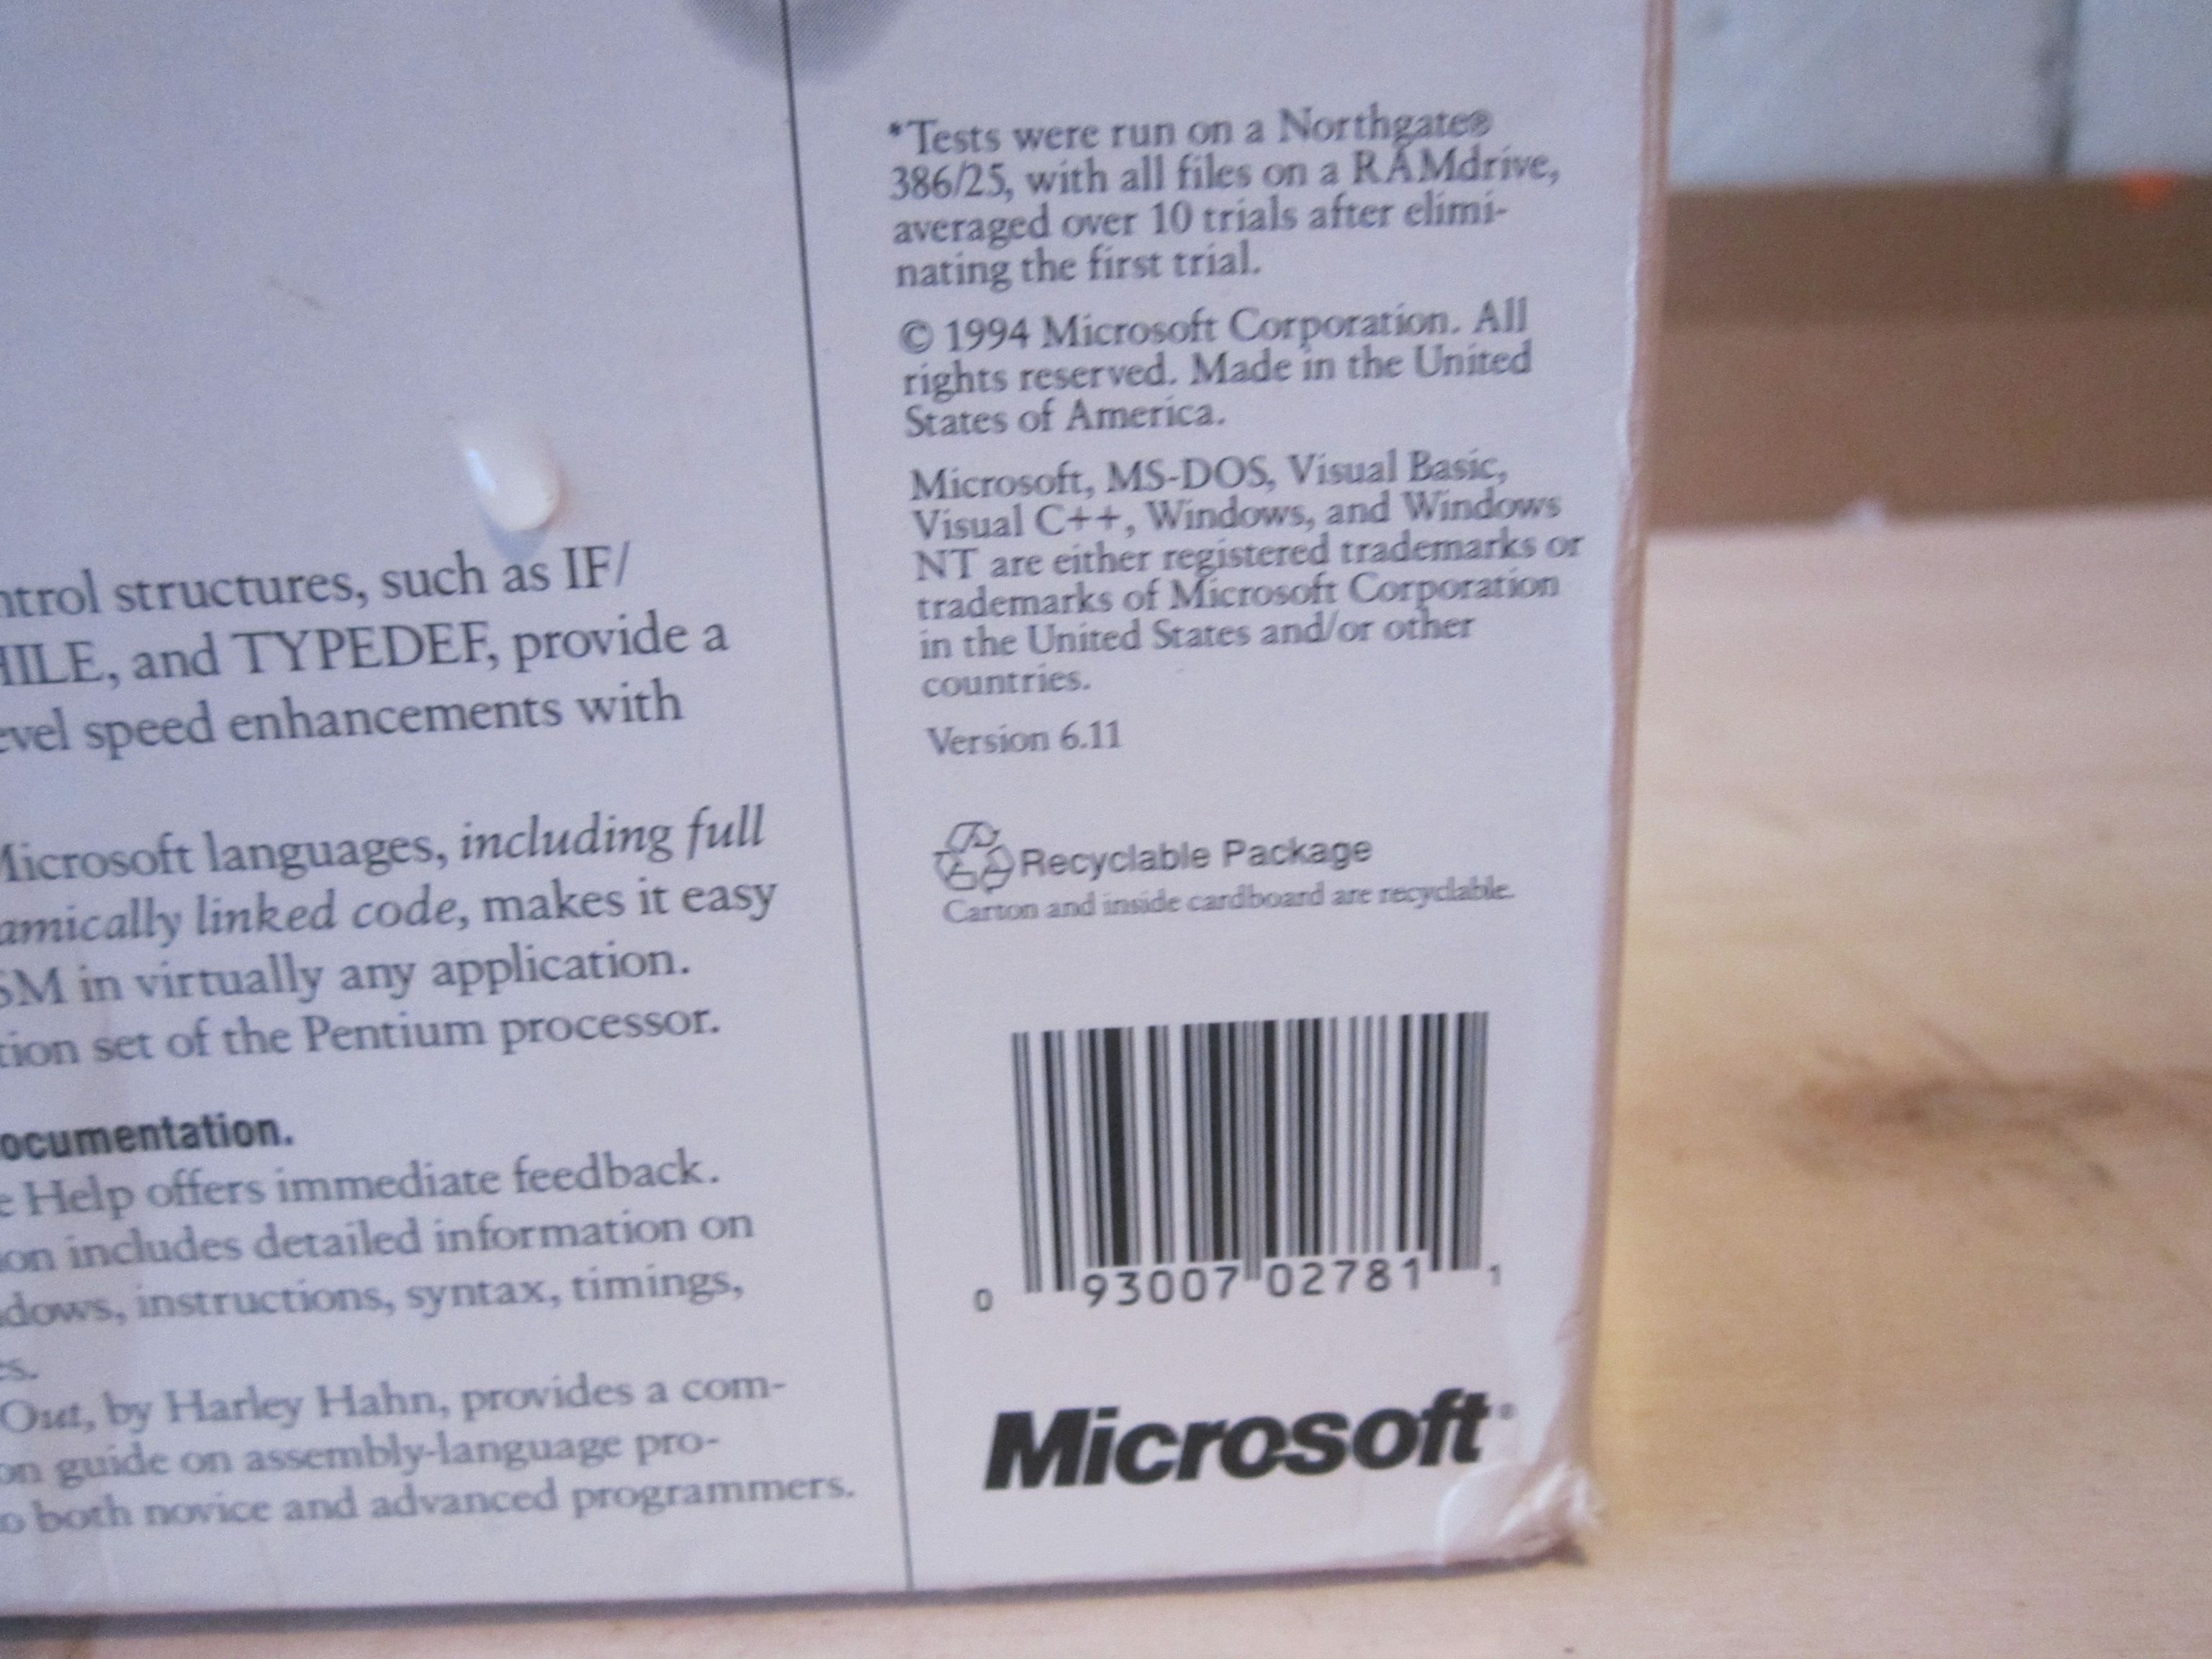 ntrol structures, such as IF/
HILE, and TYPEDEF, provide a
evel speed enhancements with
Microsoft languages, including full
amically linked code, makes it easy
SM in virtually any application.
tion set of the Pentium processor.
ocumentation.
e Help offers immediate feedback.
on includes detailed information on
dows, instructions, syntax, timings,
es.
Out, by Harley Hahn, provides a com-
on guide on assembly-language pro-
o both novice and advanced programmers.
*Tests were run on a Northgate®
386/25, with all files on a RAMdrive,
averaged over 10 trials after elimi-
nating the first trial.
© 1994 Microsoft Corporation. All
rights reserved. Made in the United
States of America.
Microsoft, MS-DOS, Visual Basic,
Visual C++, Windows, and Windows
NT are either registered trademarks or
trademarks of Microsoft Corporation
in the United States and/or other
countries.
Version 6.11
Recyclable Package
Carton and inside cardboard are recyclable.
0 93007 02781 1
Microsoft®